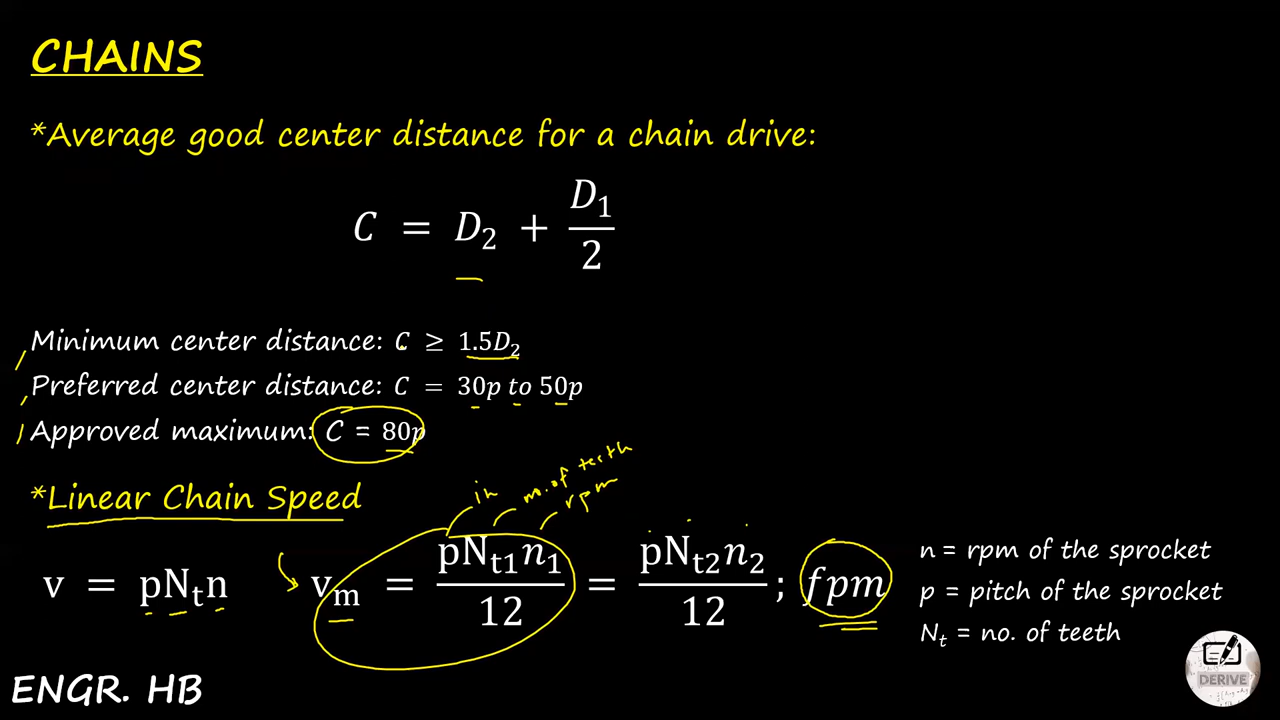 CHAINS
*Average good center distance for a chain drive:
C = D₂ + D₁/2
Minimum center distance: C ≥ 1.5D₂
Preferred center distance: C = 30p to 50p
Approved maximum: C = 80p
*Linear Chain Speed
in no. of teeth rpm
v = pNₜn vₘ = pNₜ₁n₁/12 = pNₜ₂n₂/12 ; fpm
n = rpm of the sprocket
p = pitch of the sprocket
Nₜ = no. of teeth
ENGR. HB
DERIVE